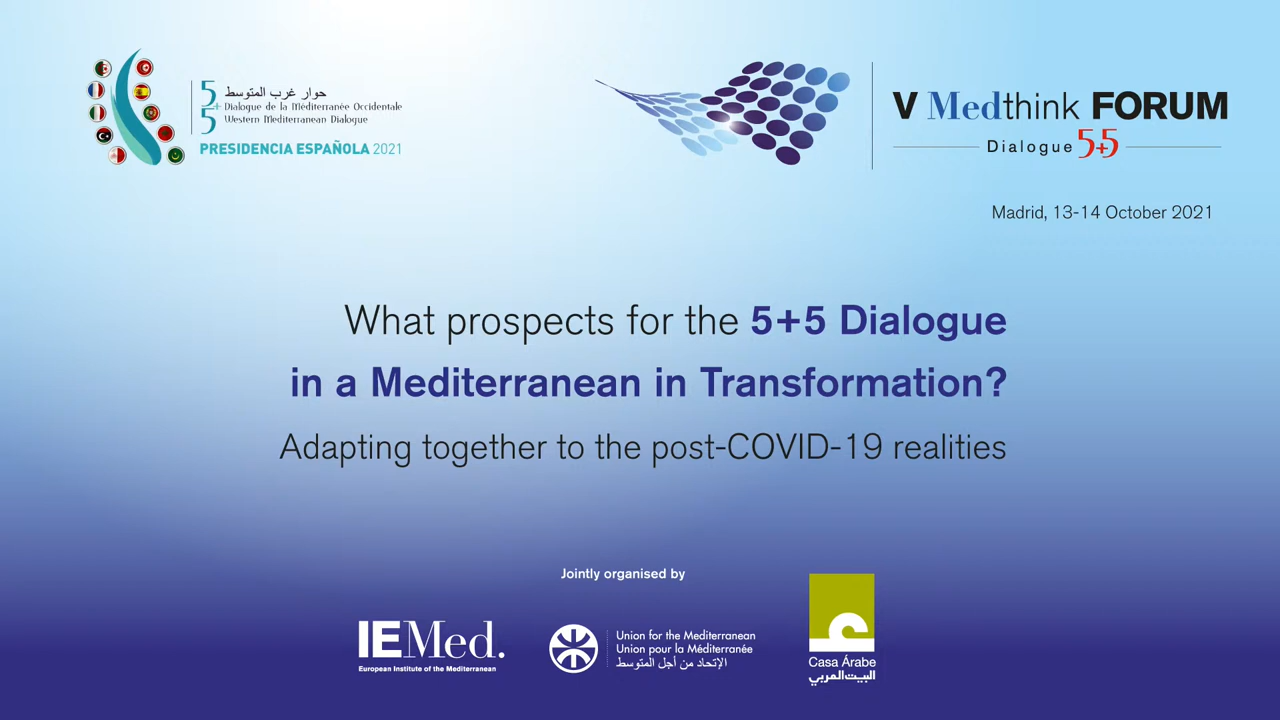 5+5
حوار غرب المتوسط
Dialogue de la Méditerranée Occidentale
Western Mediterranean Dialogue
PRESIDENCIA ESPAÑOLA 2021
V Medthink FORUM
Dialogue 5+5
Madrid, 13-14 October 2021
What prospects for the 5+5 Dialogue
in a Mediterranean in Transformation?
Adapting together to the post-COVID-19 realities
Jointly organised by
IEMed.
European Institute of the Mediterranean
Union for the Mediterranean
Union pour la Méditerranée
الإتحاد من أجل المتوسط
Casa Árabe
البيت العربي